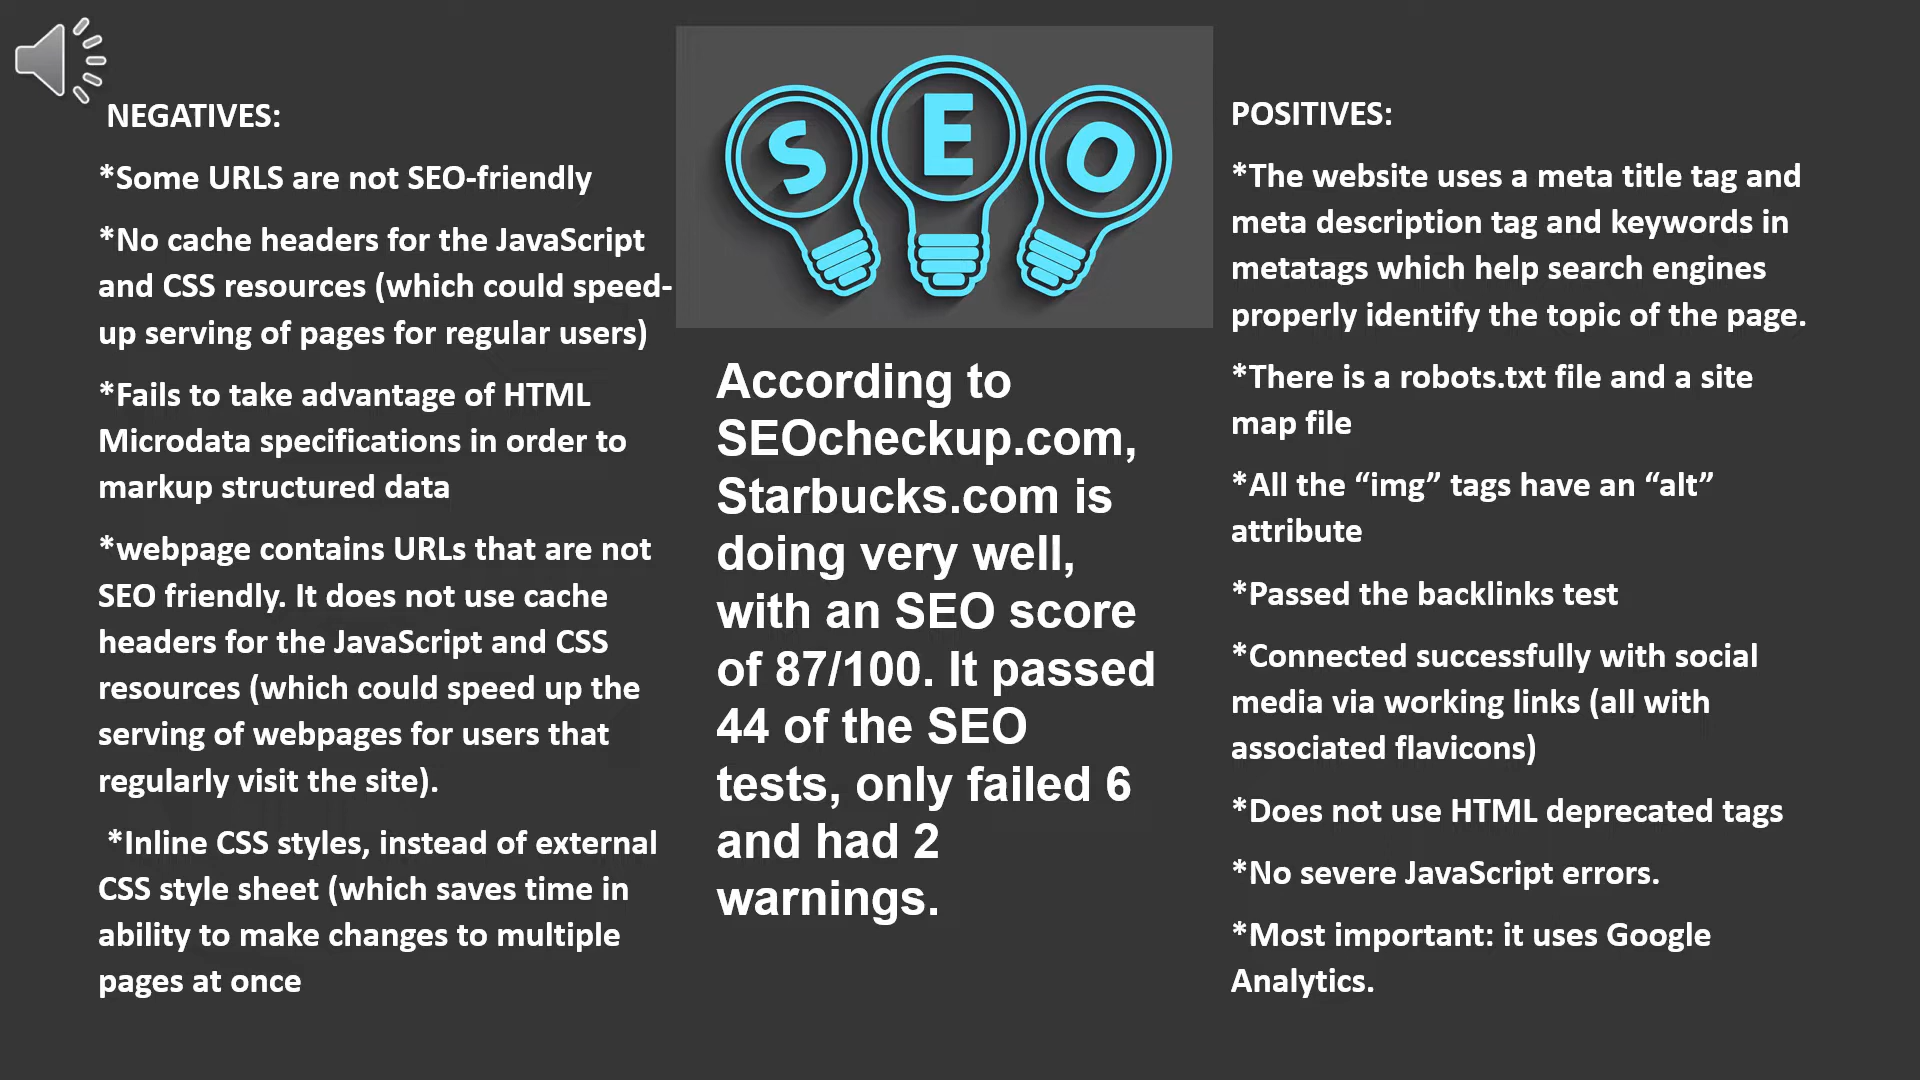 NEGATIVES:
*Some URLS are not SEO-friendly
*No cache headers for the JavaScript
and CSS resources (which could speed-
up serving of pages for regular users)
*Fails to take advantage of HTML
Microdata specifications in order to
markup structured data
*webpage contains URLs that are not
SEO friendly. It does not use cache
headers for the JavaScript and CSS
resources (which could speed up the
serving of webpages for users that
regularly visit the site).
*Inline CSS styles, instead of external
CSS style sheet (which saves time in
ability to make changes to multiple
pages at once
SEO
According to
SEOcheckup.com,
Starbucks.com is
doing very well,
with an SEO score
of 87/100. It passed
44 of the SEO
tests, only failed 6
and had 2
warnings.
POSITIVES:
*The website uses a meta title tag and
meta description tag and keywords in
metatags which help search engines
properly identify the topic of the page.
*There is a robots.txt file and a site
map file
*All the “img” tags have an “alt”
attribute
*Passed the backlinks test
*Connected successfully with social
media via working links (all with
associated flavicons)
*Does not use HTML deprecated tags
*No severe JavaScript errors.
*Most important: it uses Google
Analytics.